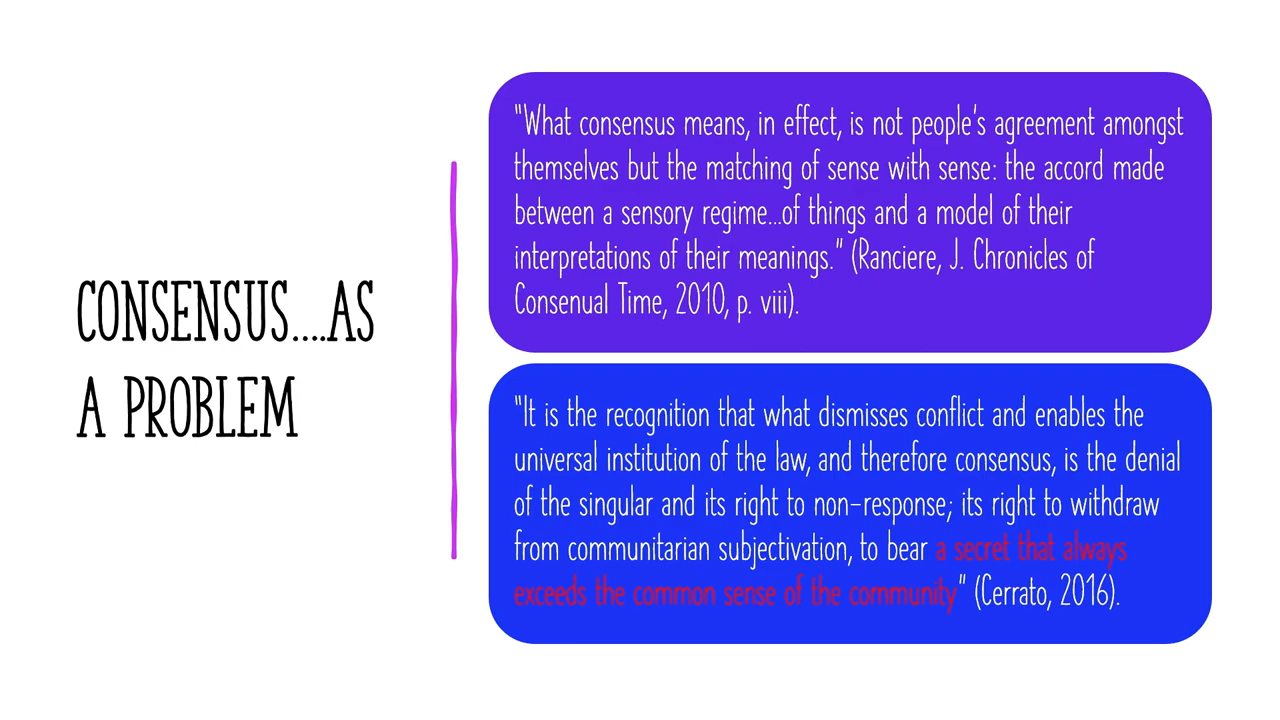 CONSENSUS....AS
A PROBLEM
"What consensus means, in effect, is not people's agreement amongst
themselves but the matching of sense with sense: the accord made
between a sensory regime...of things and a model of their
interpretations of their meanings." (Ranciere, J. Chronicles of
Consenual Time, 2010, p. viii).
"It is the recognition that what dismisses conflict and enables the
universal institution of the law, and therefore consensus, is the denial
of the singular and its right to non-response; its right to withdraw
from communitarian subjectivation, to bear a secret that always
exceeds the common sense of the community" (Cerrato, 2016).